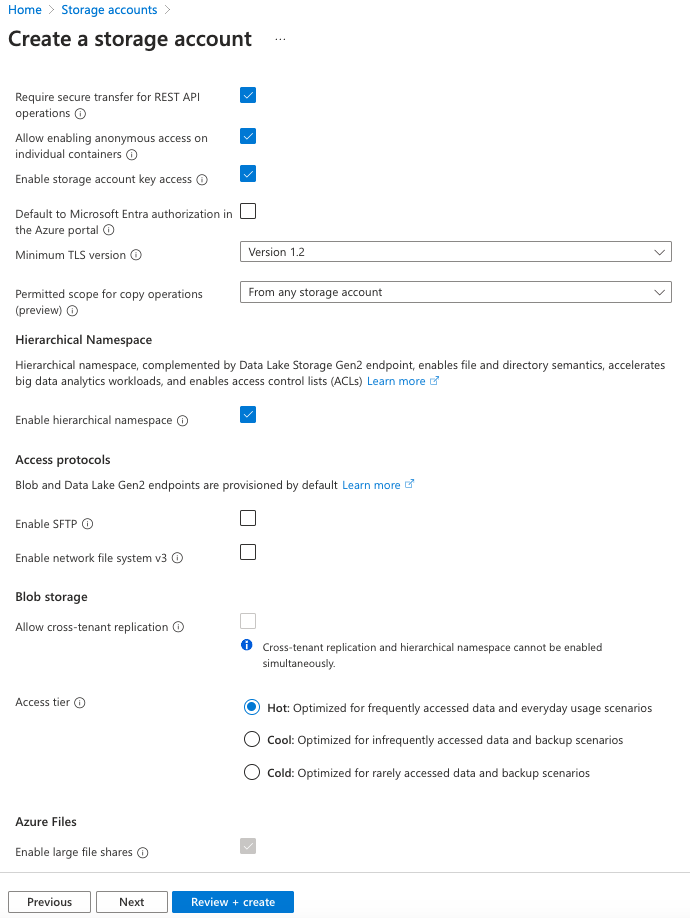 Home > Storage accounts >
Create a storage account ...
Require secure transfer for REST API
operations
Allow enabling anonymous access on
individual containers
Enable storage account key access
Default to Microsoft Entra authorization in
the Azure portal
Minimum TLS version
Version 1.2
Permitted scope for copy operations
(preview)
From any storage account
Hierarchical Namespace
Hierarchical namespace, complemented by Data Lake Storage Gen2 endpoint, enables file and directory semantics, accelerates
big data analytics workloads, and enables access control lists (ACLs) Learn more
Enable hierarchical namespace
Access protocols
Blob and Data Lake Gen2 endpoints are provisioned by default Learn more
Enable SFTP
Enable network file system v3
Blob storage
Allow cross-tenant replication
Cross-tenant replication and hierarchical namespace cannot be enabled
simultaneously.
Access tier
Hot: Optimized for frequently accessed data and everyday usage scenarios
Cool: Optimized for infrequently accessed data and backup scenarios
Cold: Optimized for rarely accessed data and backup scenarios
Azure Files
Enable large file shares
Previous
Next
Review + create